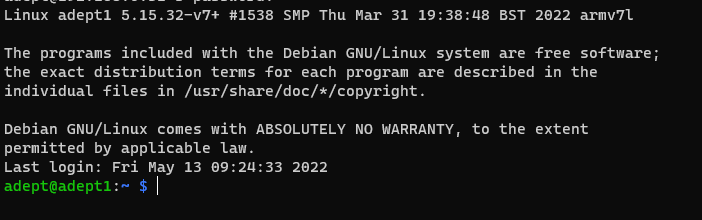 Linux adept1 5.15.32-v7+ #1538 SMP Thu Mar 31 19:38:48 BST 2022 armv7l
The programs included with the Debian GNU/Linux system are free software;
the exact distribution terms for each program are described in the
individual files in /usr/share/doc/*/copyright.
Debian GNU/Linux comes with ABSOLUTELY NO WARRANTY, to the extent
permitted by applicable law.
Last login: Fri May 13 09:24:33 2022
adept@adept1:~ $